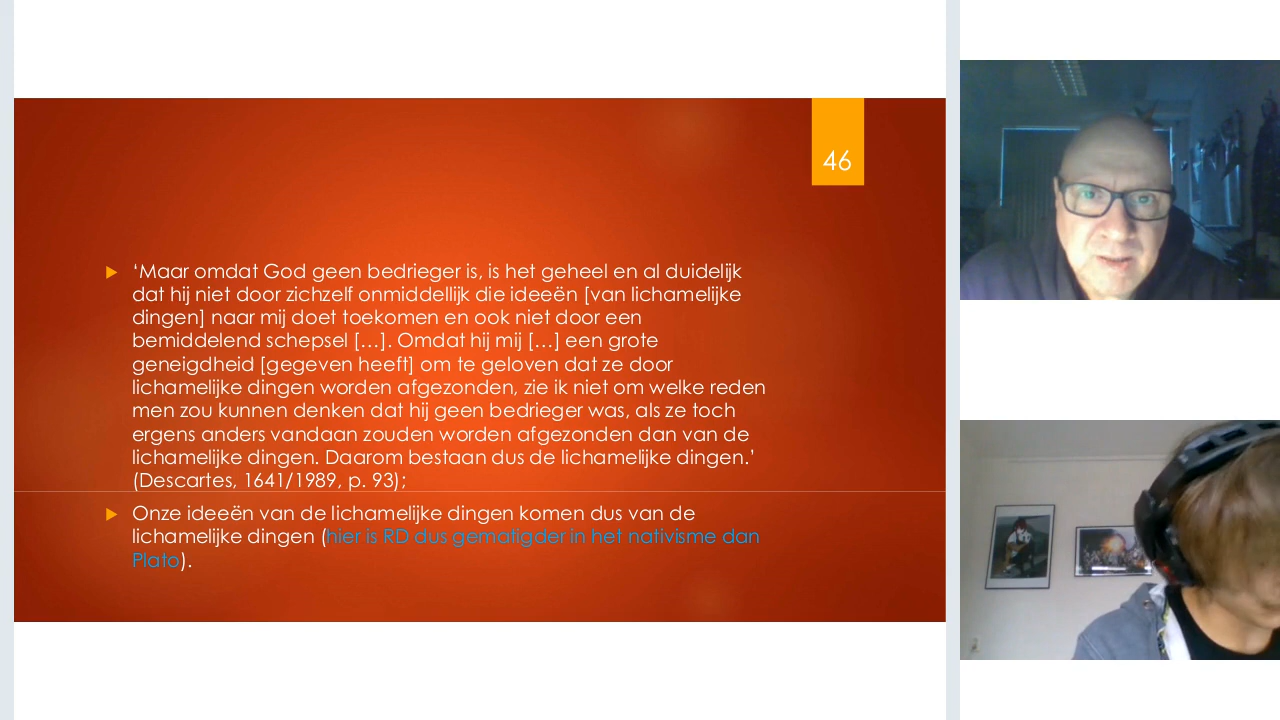 46
‘Maar omdat God geen bedrieger is, is het geheel en al duidelijk
dat hij niet door zichzelf onmiddellijk die ideeën [van lichamelijke
dingen] naar mij doet toekomen en ook niet door een
bemiddelend schepsel […]. Omdat hij mij […] een grote
geneigdheid [gegeven heeft] om te geloven dat ze door
lichamelijke dingen worden afgezonden, zie ik niet om welke reden
men zou kunnen denken dat hij geen bedrieger was, als ze toch
ergens anders vandaan zouden worden afgezonden dan van de
lichamelijke dingen. Daarom bestaan dus de lichamelijke dingen.’
(Descartes, 1641/1989, p. 93);
Onze ideeën van de lichamelijke dingen komen dus van de
lichamelijke dingen (hier is RD dus gematigder in het nativisme dan
Plato).